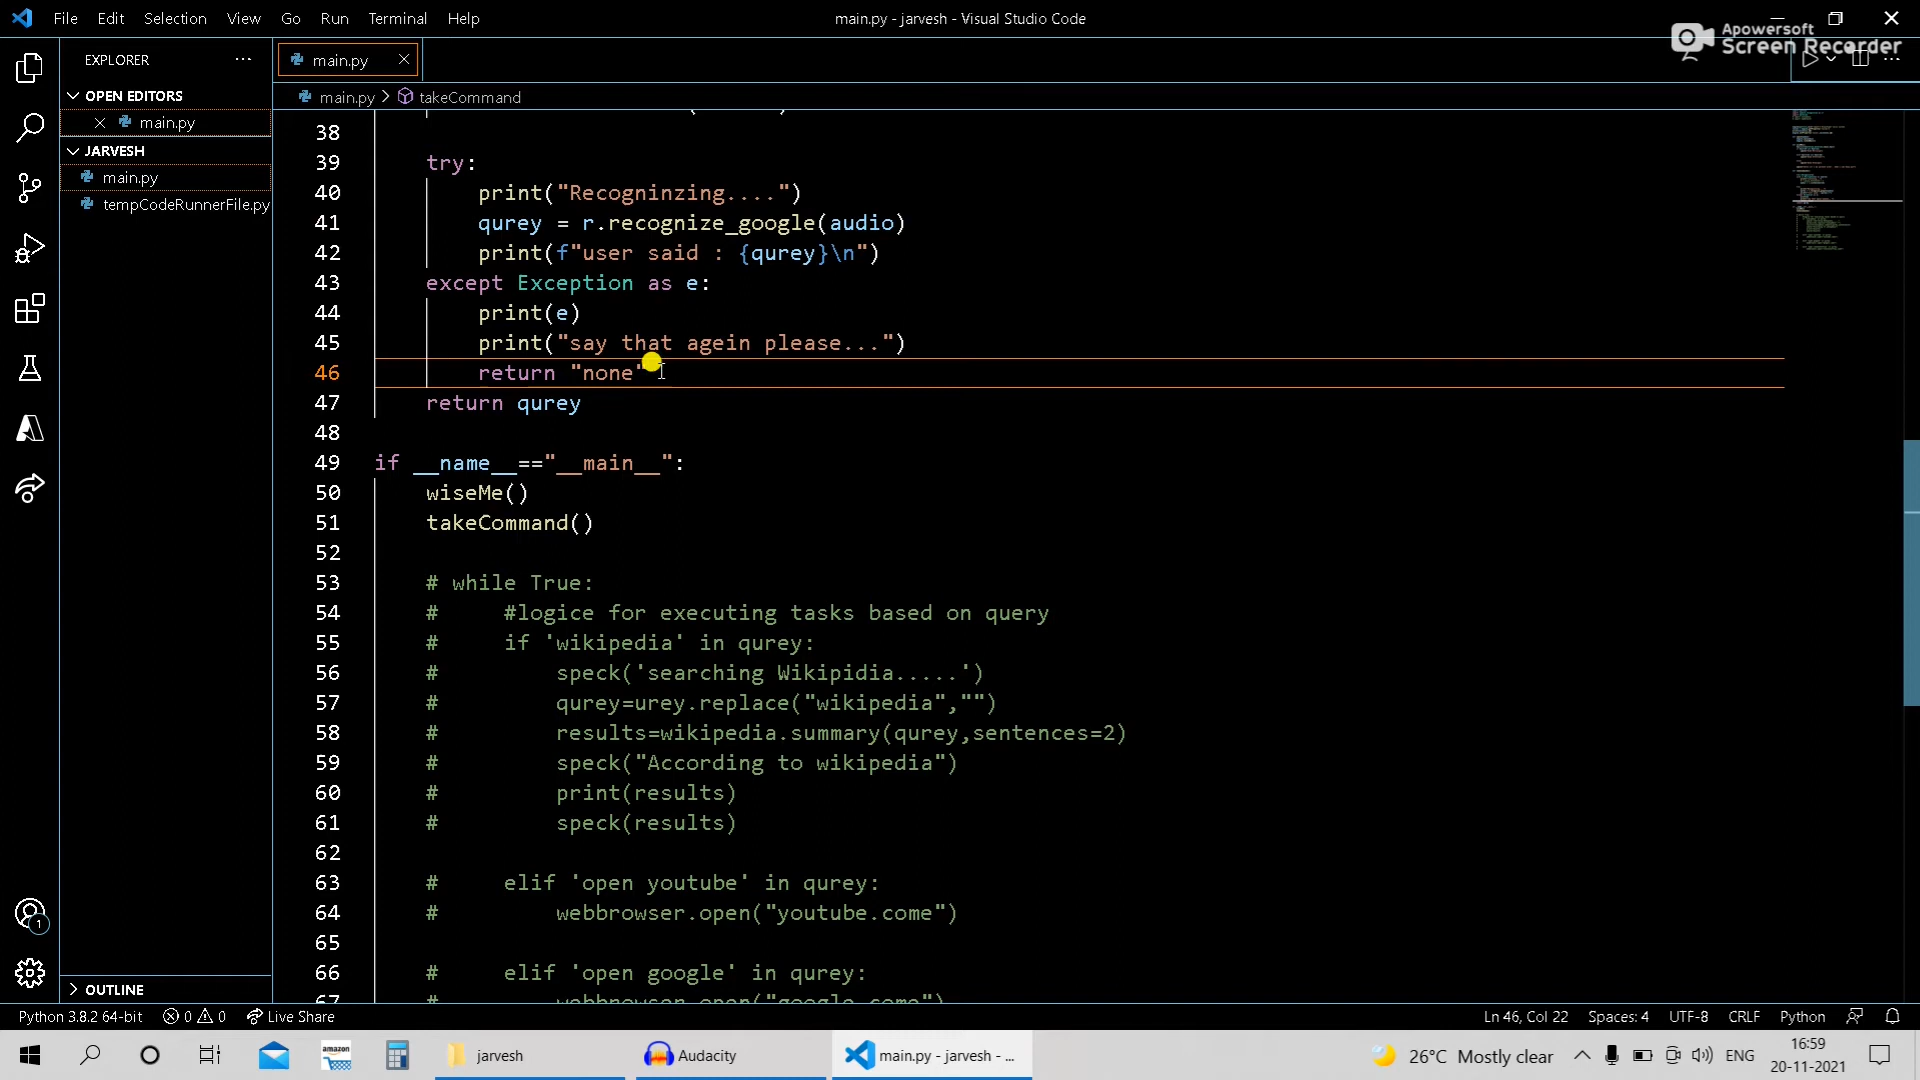 File Edit Selection View Go Run Terminal Help
main.py - jarvesh - Visual Studio Code
Apowersoft
Screen Recorder
EXPLORER ...
main.py
OPEN EDITORS
main.py > takeCommand
main.py
JARVESH
main.py
tempCodeRunnerFile.py
38
39 try:
40 print("Recogninzing....")
41 qurey = r.recognize_google(audio)
42 print(f"user said : {qurey}\n")
43 except Exception as e:
44 print(e)
45 print("say that agein please...")
46 return "none"
47 return qurey
48
49 if __name__=="__main__":
50 wiseMe()
51 takeCommand()
52
53 # while True:
54 # #logice for executing tasks based on query
55 # if 'wikipedia' in qurey:
56 # speck('searching Wikipidia.....')
57 # qurey=urey.replace("wikipedia","")
58 # results=wikipedia.summary(qurey,sentences=2)
59 # speck("According to wikipedia")
60 # print(results)
61 # speck(results)
62
63 # elif 'open youtube' in qurey:
64 # webbrowser.open("youtube.come")
65
66 # elif 'open google' in qurey:
67 # webbrowser.open("google.come")
1
OUTLINE
Python 3.8.2 64-bit 0 0 Live Share
Ln 46, Col 22 Spaces: 4 UTF-8 CRLF Python
amazon
jarvesh
Audacity
main.py - jarvesh - ...
26°C Mostly clear
ENG
16:59
20-11-2021